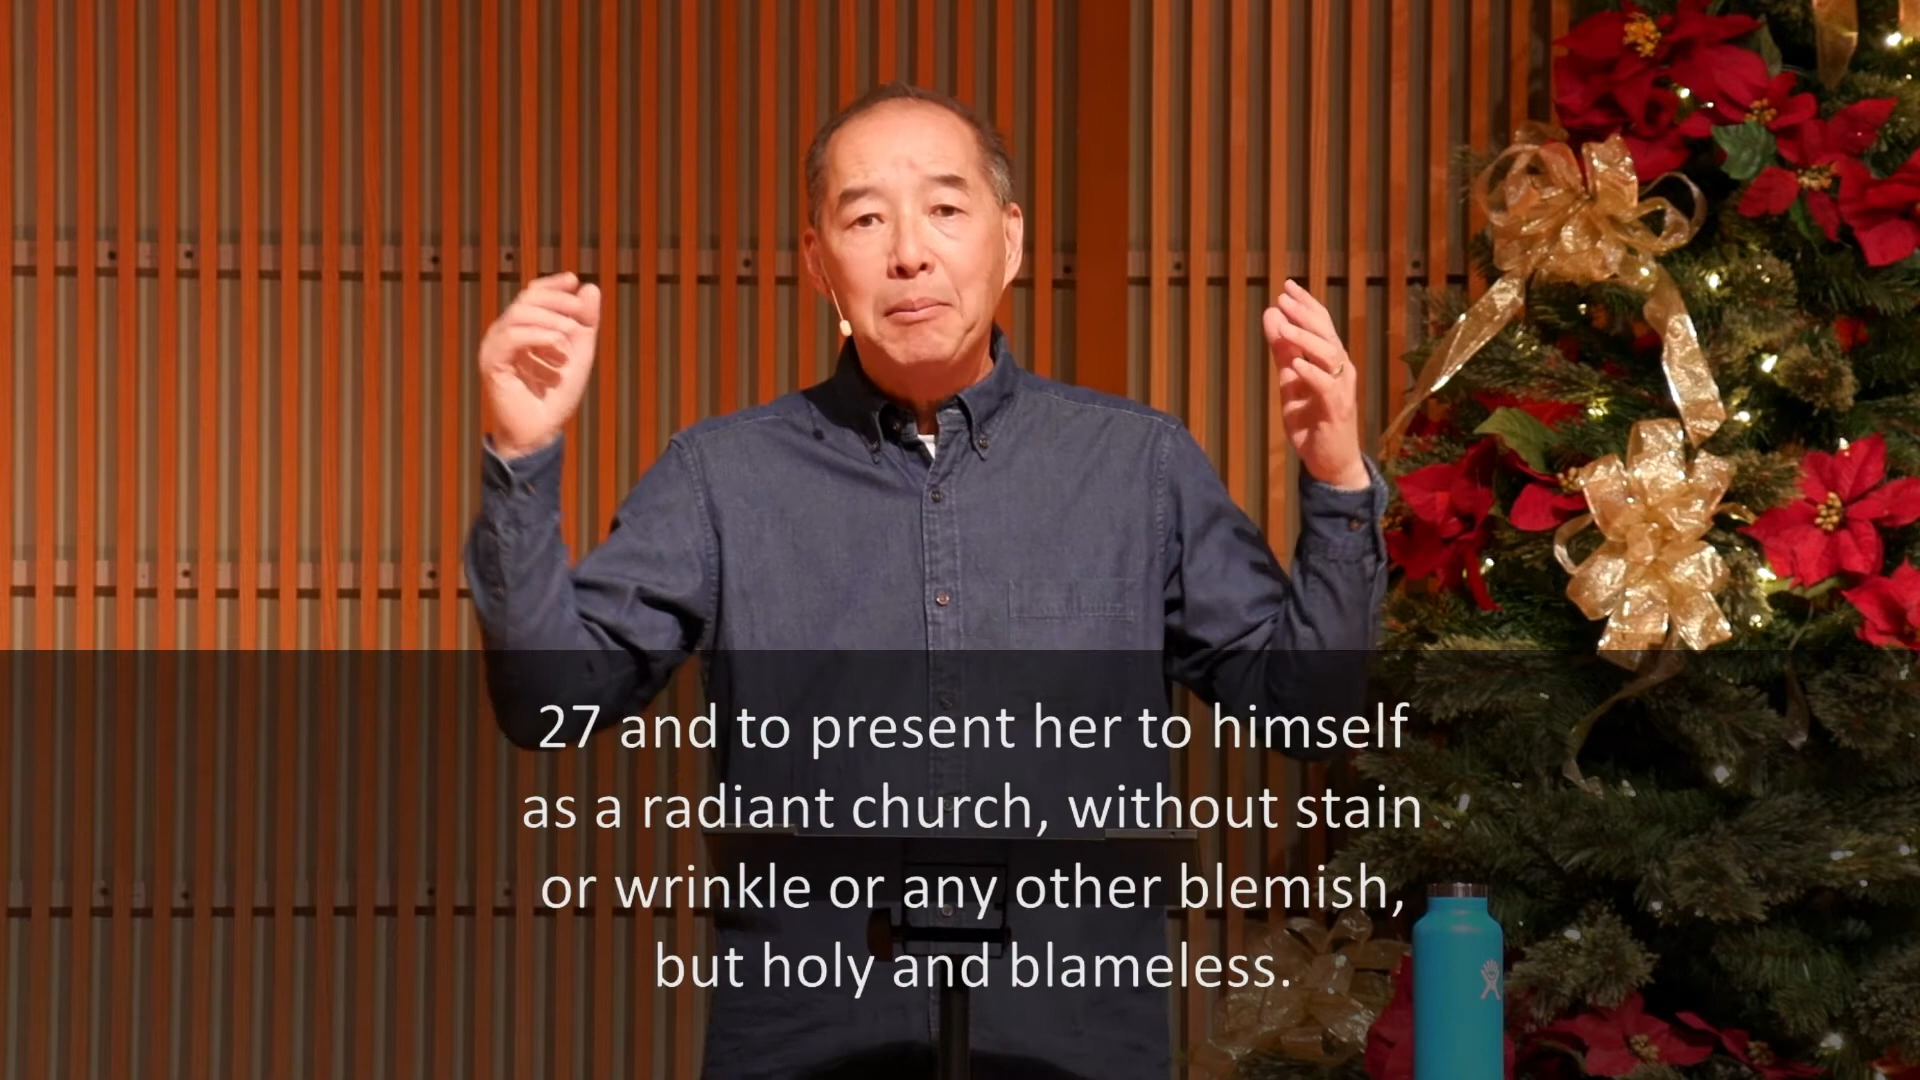 27 and to present her to himself
as a radiant church, without stain
or wrinkle or any other blemish,
but holy and blameless.